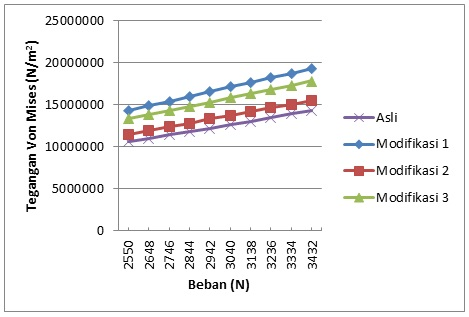 25000000
20000000
15000000
10000000
5000000
0
Tegangan Von Mises (N/m²)
2550
2648
2746
2844
2942
3040
3138
3236
3334
3432
Beban (N)
Asli
Modifikasi 1
Modifikasi 2
Modifikasi 3